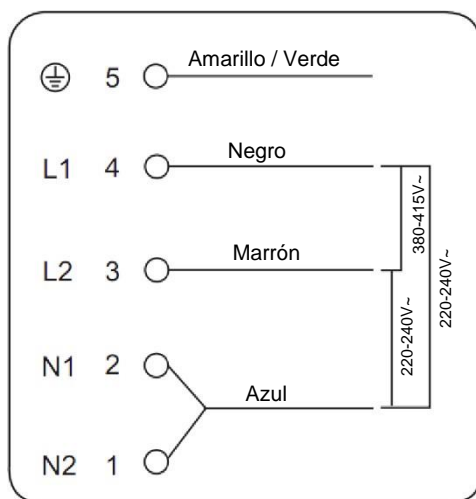 5 Amarillo / Verde
L1 4 Negro
L2 3 Marrón
N1 2
Azul
N2 1
380-415V~
220-240V~
220-240V~